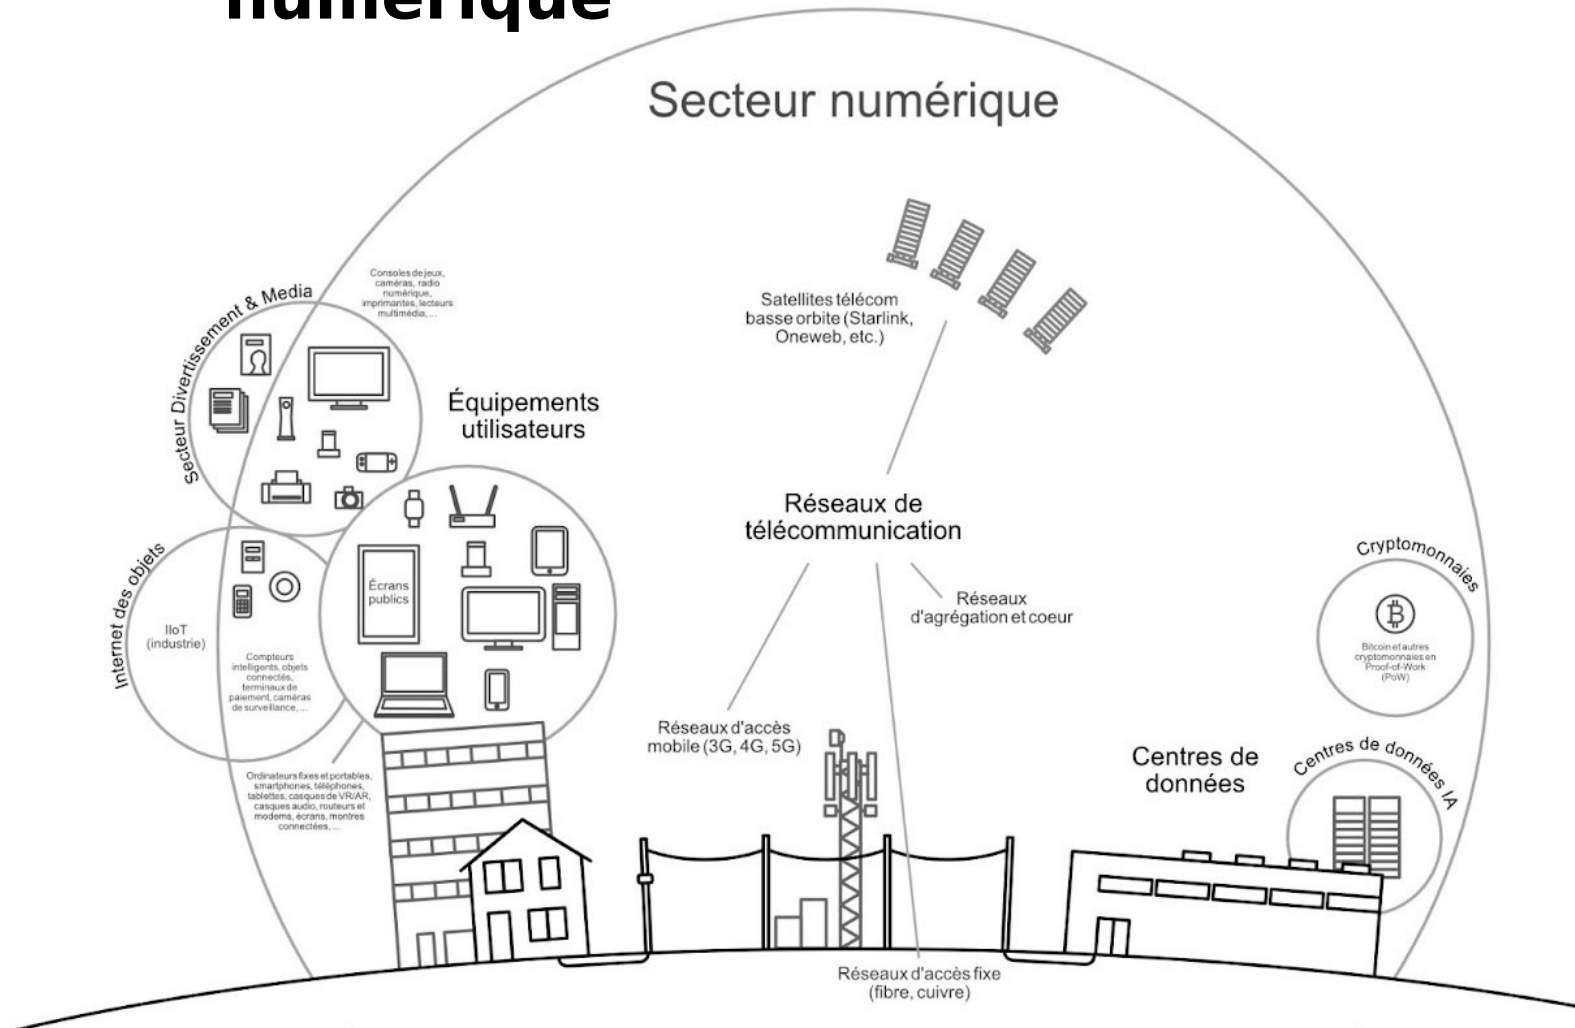 numérique
Secteur numérique
Consoles de jeux,
caméras, radio
numérique,
imprimantes, lecteurs
multimédia, ...
Secteur Divertissement & Media
Satellites télécom
basse orbite (Starlink,
Oneweb, etc.)
Équipements
utilisateurs
Réseaux de
télécommunication
Écrans
publics
Réseaux
d'agrégation et coeur
Internet des objets
IIoT
(industrie)
Compteurs
intelligents, objets
connectés,
terminaux de
paiement, caméras
de surveillance, ...
Cryptomonnaies
Bitcoin et autres
cryptomonnaies en
Proof-of-Work
(PoW)
Réseaux d'accès
mobile (3G, 4G, 5G)
Centres de
données
Centres de données IA
Ordinateurs fixes et portables,
smartphones, téléphones,
tablettes, casques de VR/AR,
casques audio, routeurs et
modems, écrans, montres
connectées, ...
Réseaux d'accès fixe
(fibre, cuivre)